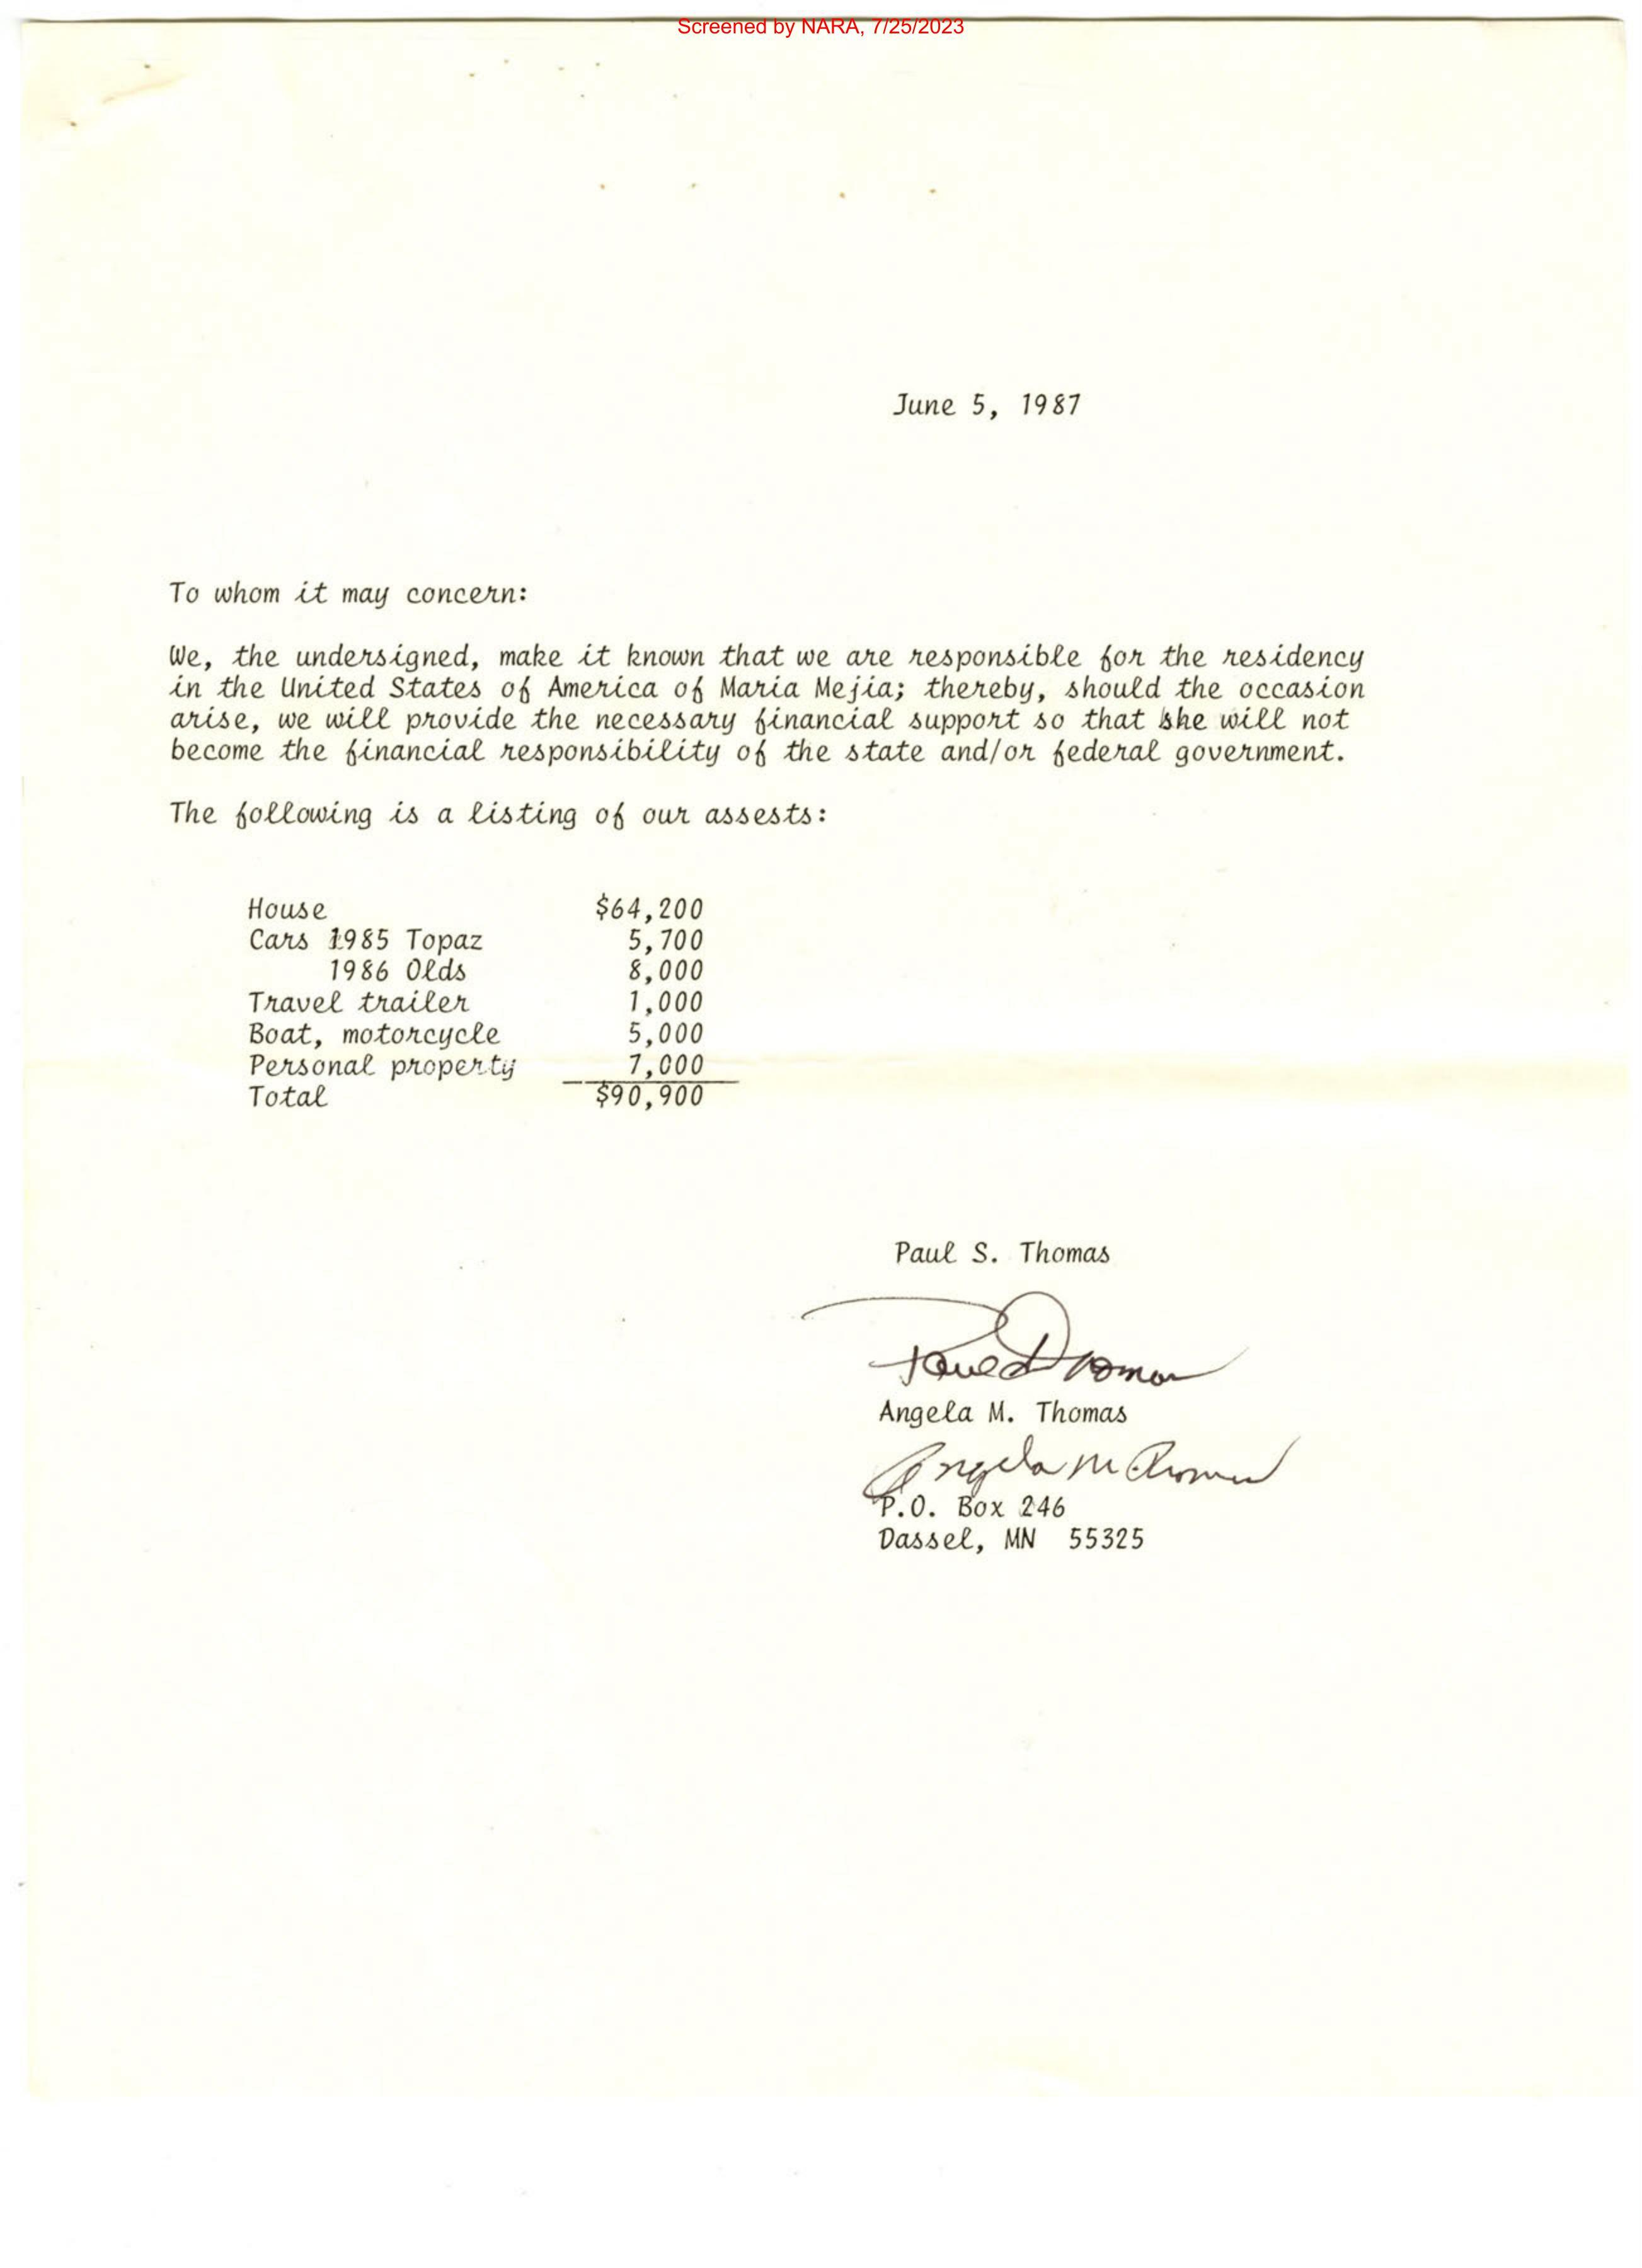 Screened by NARA, 7/25/2023
June 5, 1987
To whom it may concern:
We, the undersigned, make it known that we are responsible for the residency
in the United States of America of Maria Mejia; thereby, should the occasion
arise, we will provide the necessary financial support so that she will not
become the financial responsibility of the state and/or federal government.
The following is a listing of our assests:
House $64,200
Cars 1985 Topaz 5,700
1986 Olds 8,000
Travel trailer 1,000
Boat, motorcycle 5,000
Personal property 7,000
Total $90,900
Paul S. Thomas
Paul S Thomas
Angela M. Thomas
Angela M Thomas
P.O. Box 246
Dassel, MN 55325